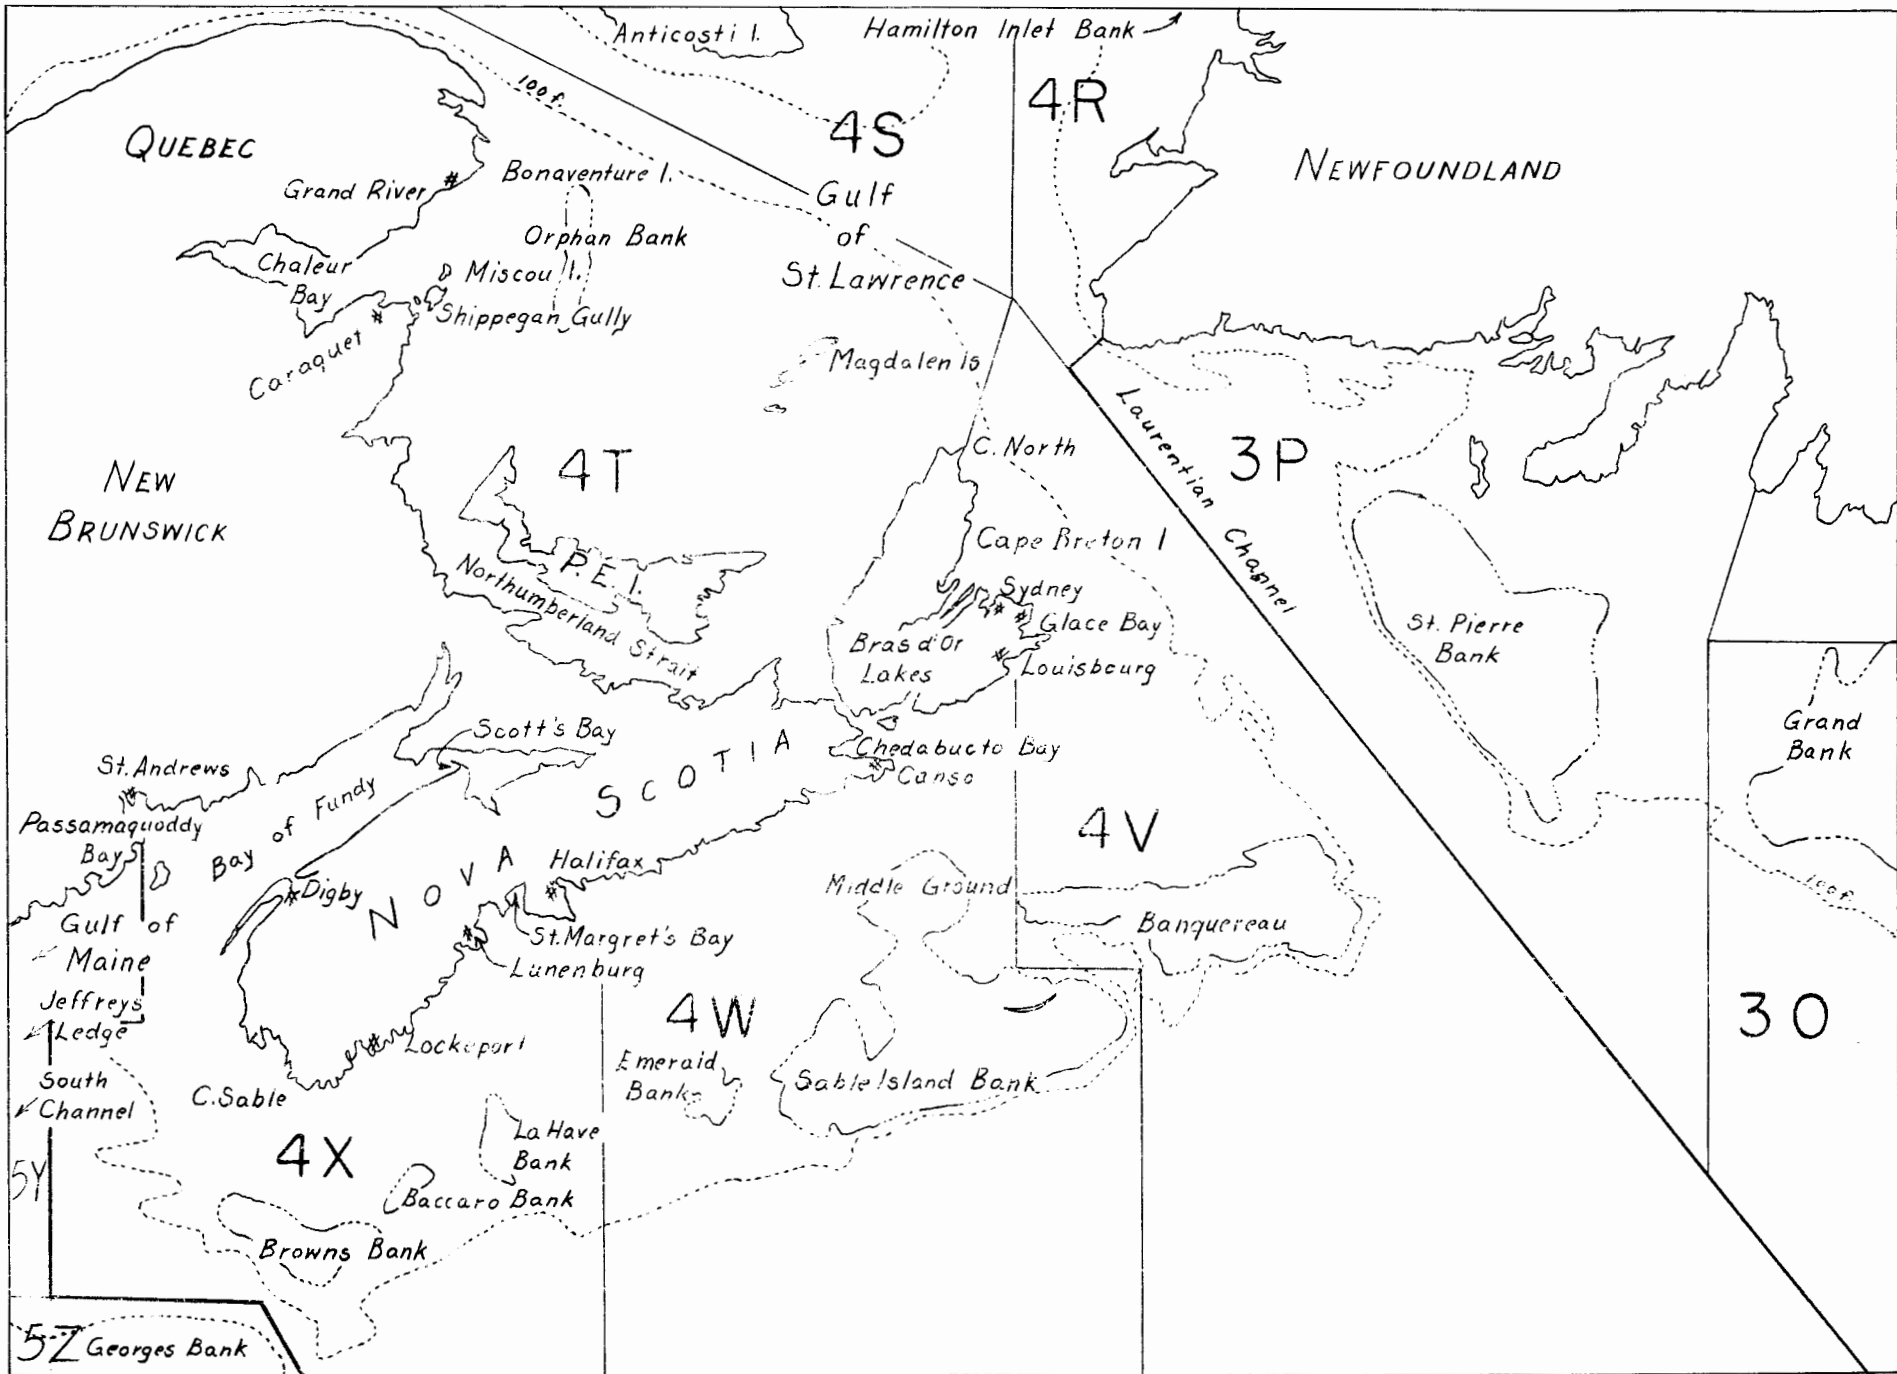 Anticosti I.
Hamilton Inlet Bank
100f.
4S
4R
QUEBEC
NEWFOUNDLAND
Grand River
Bonaventure I.
Gulf
of
St. Lawrence
Orphan Bank
Chaleur
Bay
Miscou I.
Shippegan Gully
Caraquet
Magdalen Is
Laurentian Channel
C. North
3P
4T
NEW
BRUNSWICK
Cape Breton I
P.E.I.
Northumberland Strait
Sydney
Glace Bay
Bras d'Or
Lakes
Louisbourg
St. Pierre
Bank
Grand
Bank
Scott's Bay
Chedabucto Bay
Canso
St. Andrews
Bay of Fundy
NOVA SCOTIA
Passamaquoddy
Bay
4V
Halifax
Digby
Middle Ground
Banquereau
100f.
Gulf of
Maine
St. Margret's Bay
Lunenburg
Jeffreys
Ledge
4W
3O
Lockeport
Emerald
Bank
Sable Island Bank
South
Channel
C. Sable
La Have
Bank
4X
5Y
Baccaro Bank
Browns Bank
5Z
Georges Bank